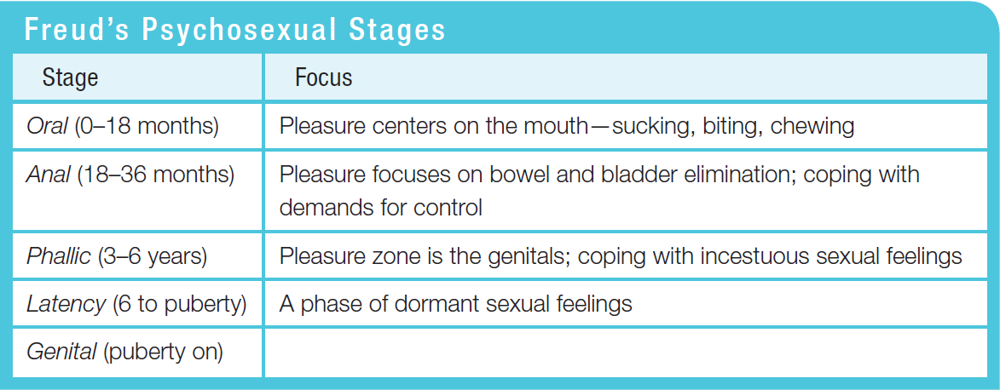 Freud's Psychosexual Stages
Stage Focus
Oral (0–18 months) Pleasure centers on the mouth—sucking, biting, chewing
Anal (18–36 months) Pleasure focuses on bowel and bladder elimination; coping with
demands for control
Phallic (3–6 years) Pleasure zone is the genitals; coping with incestuous sexual feelings
Latency (6 to puberty) A phase of dormant sexual feelings
Genital (puberty on)